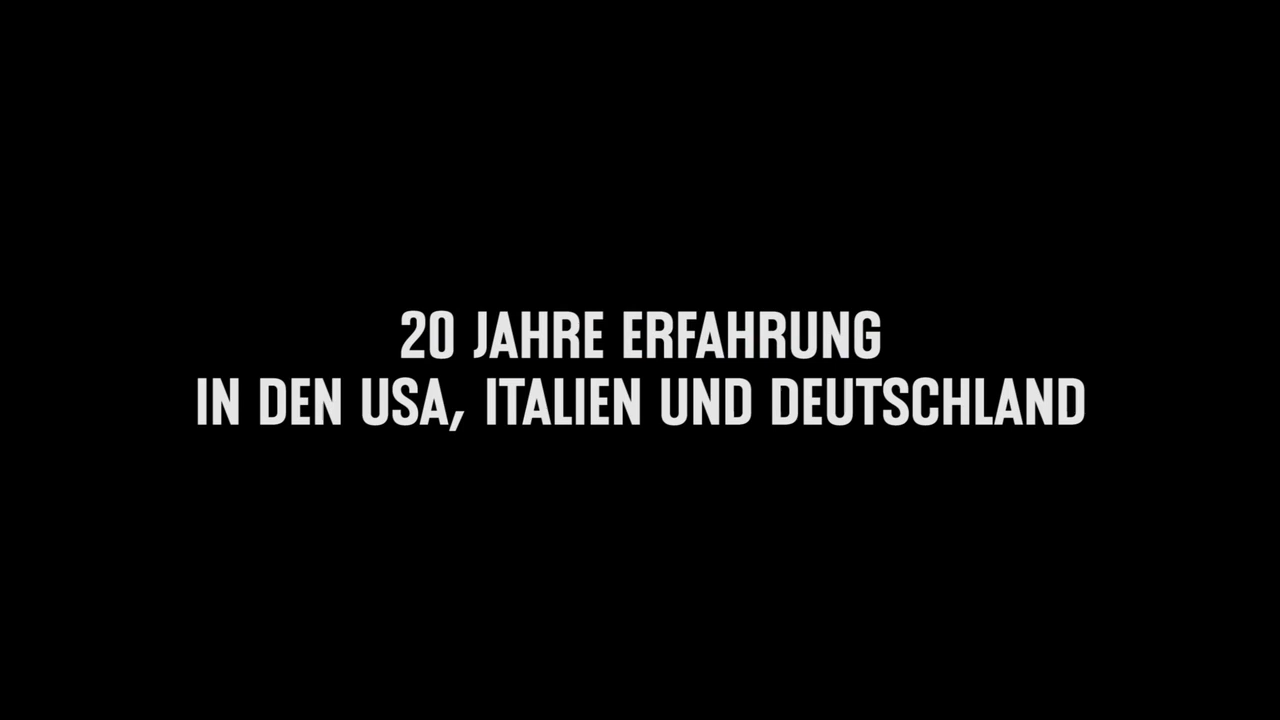 20 JAHRE ERFAHRUNG
IN DEN USA, ITALIEN UND DEUTSCHLAND